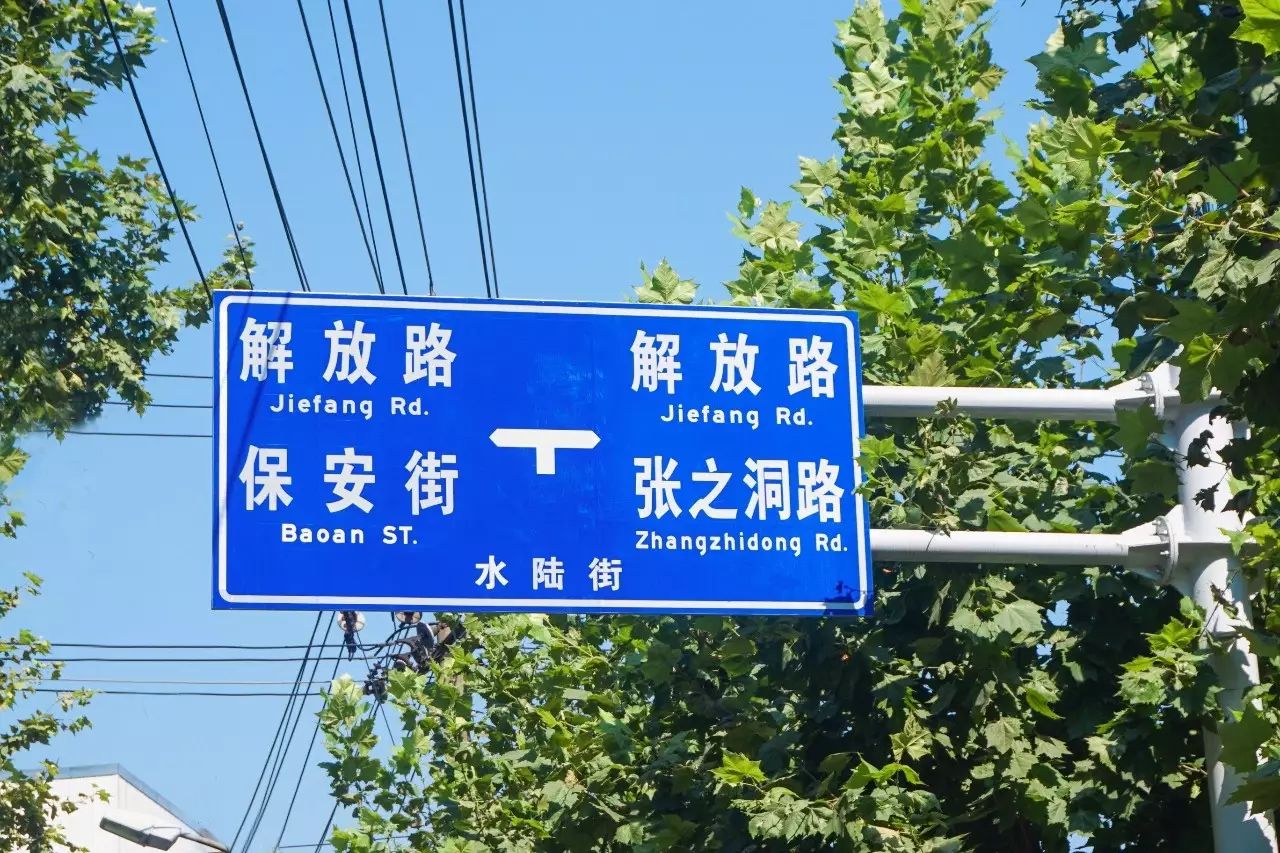 解放路
Jiefang Rd.
保安街
Baoan ST.
解放路
Jiefang Rd.
张之洞路
Zhangzhidong Rd.
水陆街